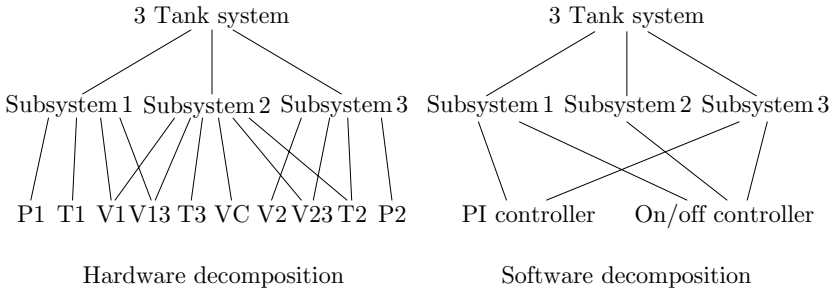 3 Tank system 3 Tank system
Subsystem 1 Subsystem 2 Subsystem 3 Subsystem 1 Subsystem 2 Subsystem 3
P1 T1 V1 V13 T3 VC V2 V23 T2 P2 PI controller On/off controller
Hardware decomposition Software decomposition